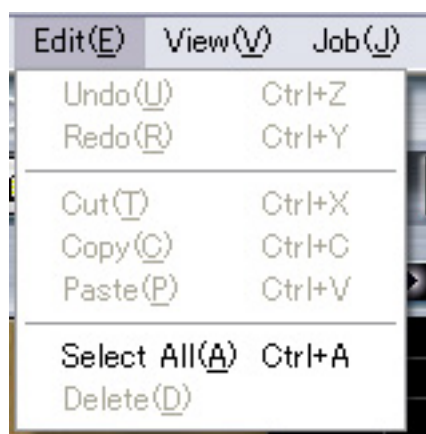 Edit(E) View(V) Job(J)
Undo(U) Ctrl+Z
Redo(R) Ctrl+Y
Cut(T) Ctrl+X
Copy(C) Ctrl+C
Paste(P) Ctrl+V
Select All(A) Ctrl+A
Delete(D)